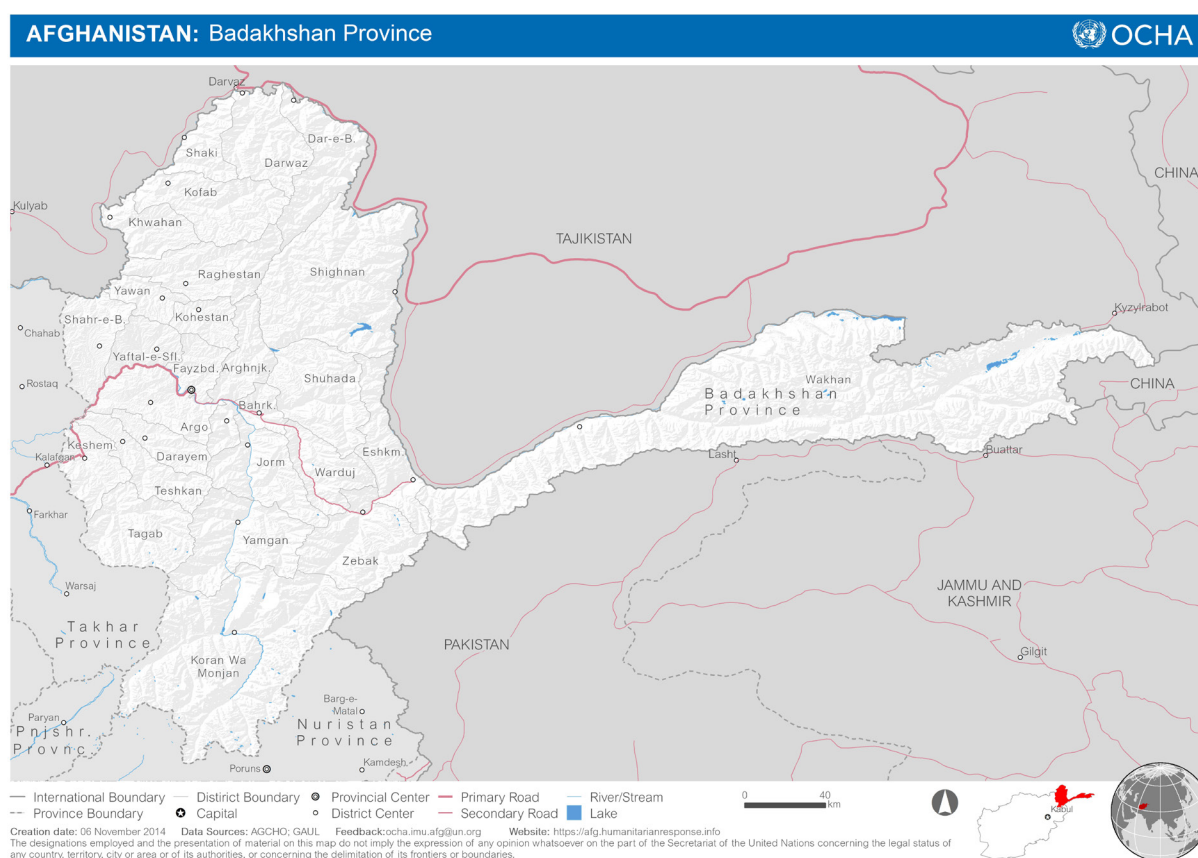 AFGHANISTAN: Badakhshan Province
OCHA
Darvaz
Dar-e-B.
Shaki
Darwaz
CHINA
Kofab
Kulyab
Khwahan
TAJIKISTAN
Raghestan
Shighnan
Yawan
Kyzylrabot
Shahr-e-B.
Kohestan
Chahab
Yaftal-e-Sfl.
Fayzbd.
Arghnjk.
Shuhada
Wakhan
Rostaq
CHINA
Badakhshan
Province
Bahrk.
Argo
Keshem
Eshkm.
Buattar
Kalafgan
Darayem
Jorm
Lasht
Warduj
Teshkan
Farkhar
Tagab
Yamgan
Zebak
Warsaj
JAMMU AND
KASHMIR
Takhar
Province
PAKISTAN
Gilgit
Koran Wa
Monjan
Barg-e-
Matal
Paryan
Nuristan
Province
Pnjshr.
Provnc.
Poruns
Kamdesh
International Boundary
District Boundary
Provincial Center
Primary Road
River/Stream
0
40
km
Province Boundary
Capital
District Center
Secondary Road
Lake
Kabul
Creation date: 06 November 2014 Data Sources: AGCHO; GAUL Feedback:ocha.imu.afg@un.org Website: https://afg.humanitarianresponse.info
The designations employed and the presentation of material on this map do not imply the expression of any opinion whatsoever on the part of the Secretariat of the United Nations concerning the legal status of
any country, territory, city or area or of its authorities, or concerning the delimitation of its frontiers or boundaries.